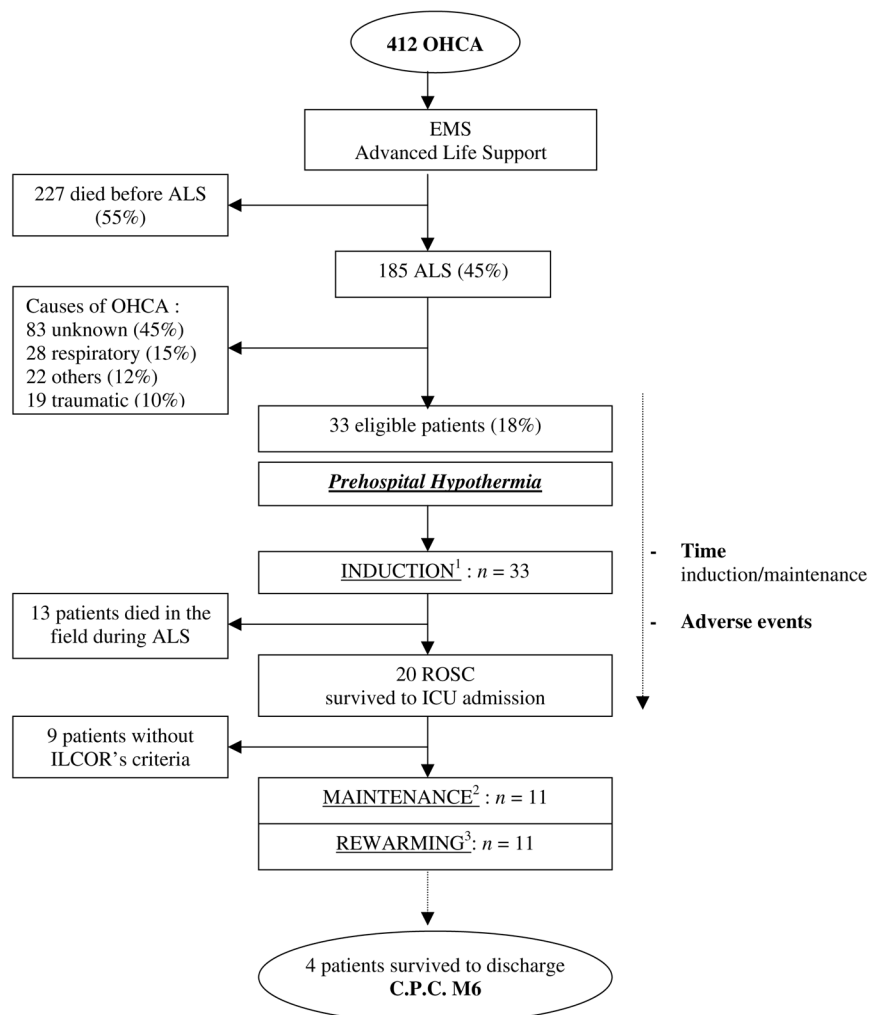 412 OHCA
EMS
Advanced Life Support
227 died before ALS
(55%)
185 ALS (45%)
Causes of OHCA :
83 unknown (45%)
28 respiratory (15%)
22 others (12%)
19 traumatic (10%)
33 eligible patients (18%)
Prehospital Hypothermia
INDUCTION¹ : n = 33
- Time
induction/maintenance
13 patients died in the
field during ALS
- Adverse events
20 ROSC
survived to ICU admission
9 patients without
ILCOR’s criteria
MAINTENANCE² : n = 11
REWARMING³: n = 11
4 patients survived to discharge
C.P.C. M6